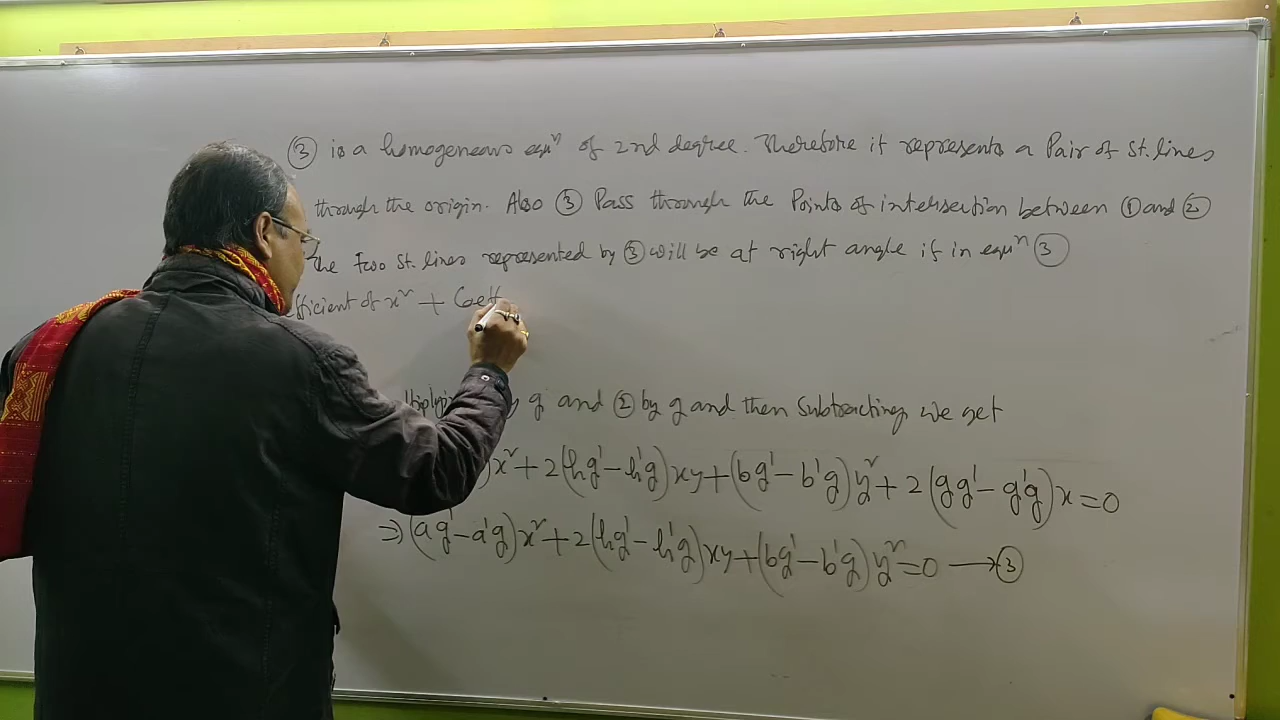 ③ is a homogeneous eqⁿ of 2nd degree. Therefore it represents a Pair of St. lines
through the origin. Also ③ Pass through the Points of intersection between ① and ②
The two St. lines represented by ③ will be at right angle if in eqⁿ ③
fficient of x² + Coeff
g and ② by g and then Subtracting, we get
)x² + 2(hg' - h'g)xy + (bg' - b'g)y² + 2(gg' - g'g)x = 0
⇒ (ag' - a'g)x² + 2(hg' - h'g)xy + (bg' - b'g)y² = 0 → ③